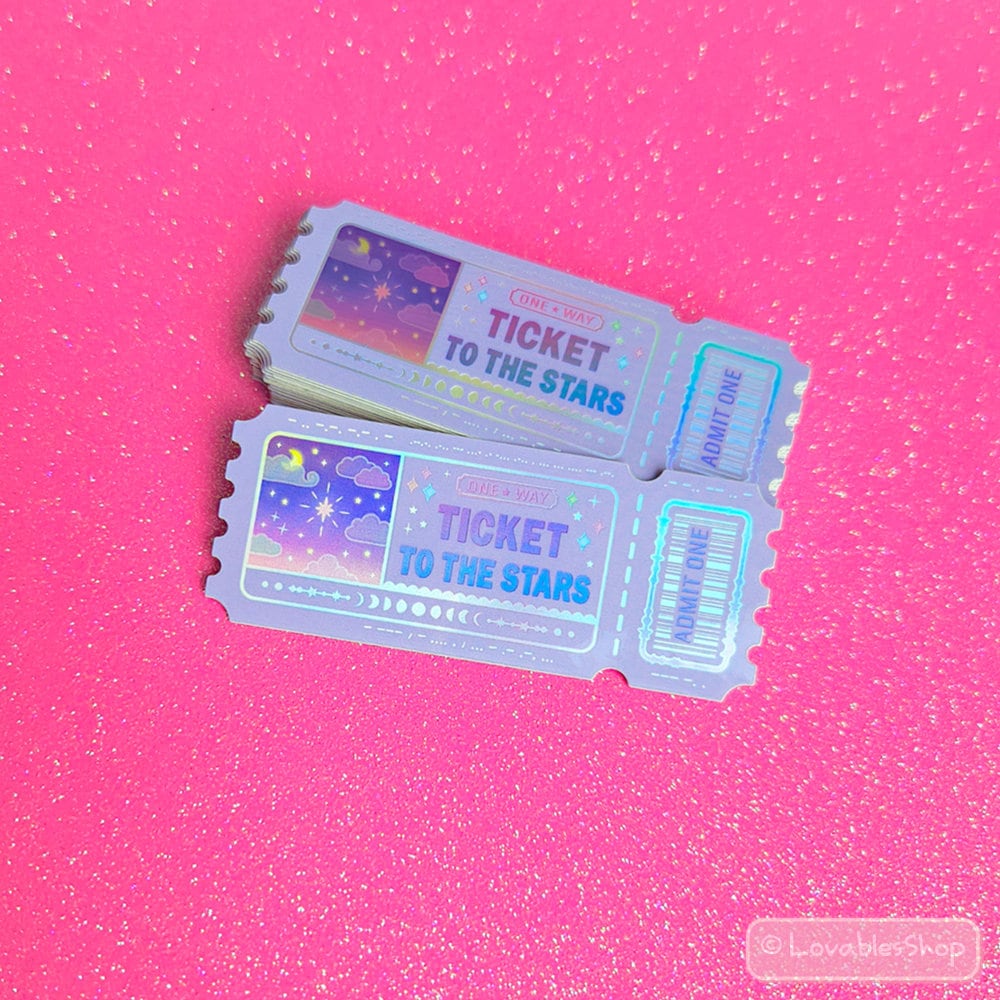 ONE ★ WAY
TICKET
TO THE STARS
ADMIT ONE
ONE ★ WAY
TICKET
TO THE STARS
ADMIT ONE
© LovablesShop